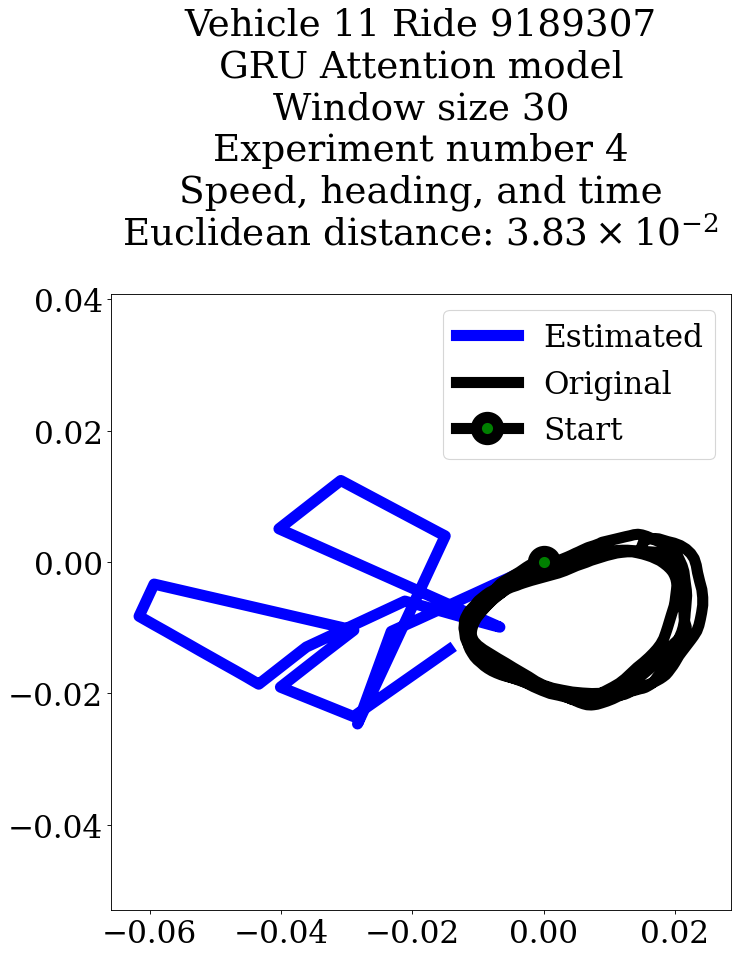 Vehicle 11 Ride 9189307
GRU Attention model
Window size 30
Experiment number 4
Speed, heading, and time
Euclidean distance: 3.83 × 10⁻²
0.04
0.02
0.00
−0.02
−0.04
Estimated
Original
Start
−0.06
−0.04
−0.02
0.00
0.02